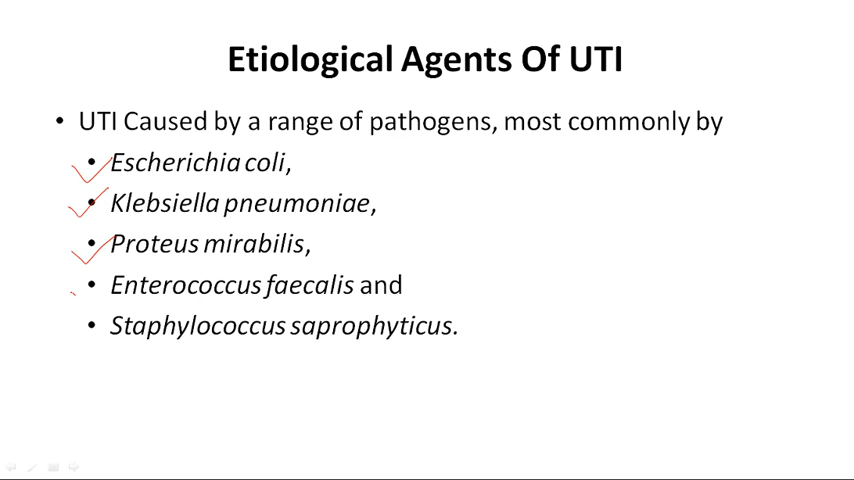 Etiological Agents Of UTI
• UTI Caused by a range of pathogens, most commonly by
• Escherichia coli,
• Klebsiella pneumoniae,
• Proteus mirabilis,
• Enterococcus faecalis and
• Staphylococcus saprophyticus.